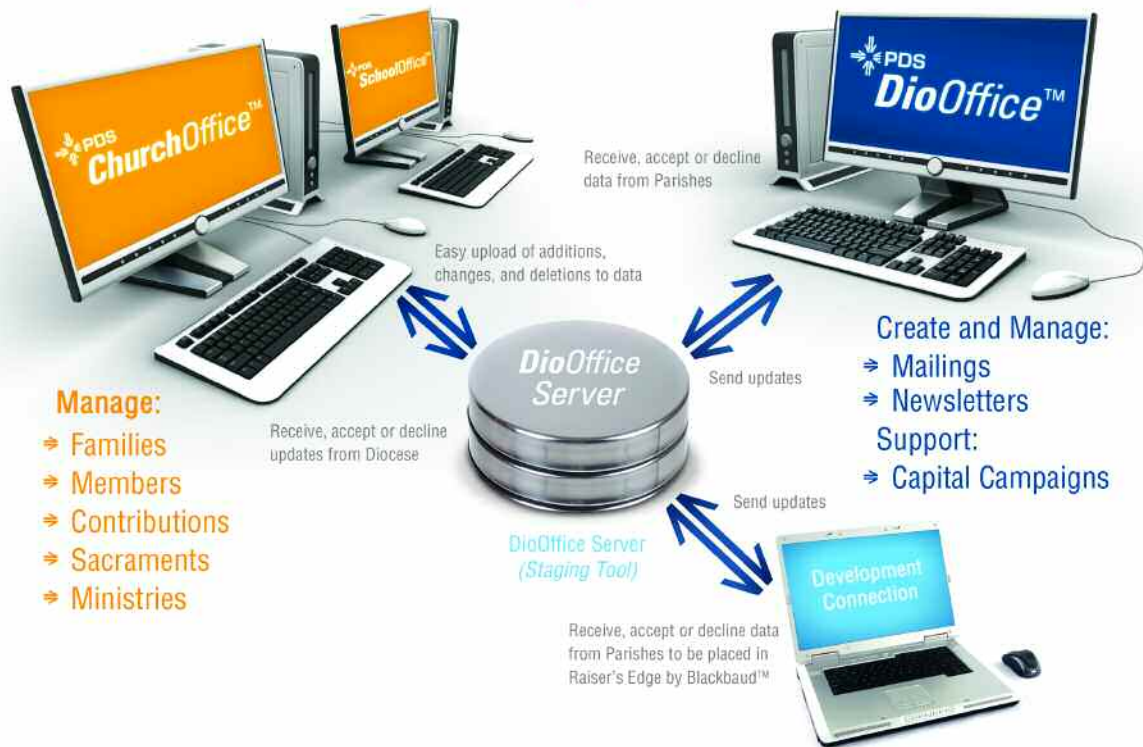 PDS
ChurchOffice™
PDS
SchoolOffice™
PDS
DioOffice™
Receive, accept or decline
data from Parishes
Easy upload of additions,
changes, and deletions to data
DioOffice
Server
Send updates
Create and Manage:
Mailings
Newsletters
Support:
Capital Campaigns
Manage:
Families
Members
Contributions
Sacraments
Ministries
Receive, accept or decline
updates from Diocese
Send updates
DioOffice Server
(Staging Tool)
Development
Connection
Receive, accept or decline data
from Parishes to be placed in
Raiser's Edge by Blackbaud™